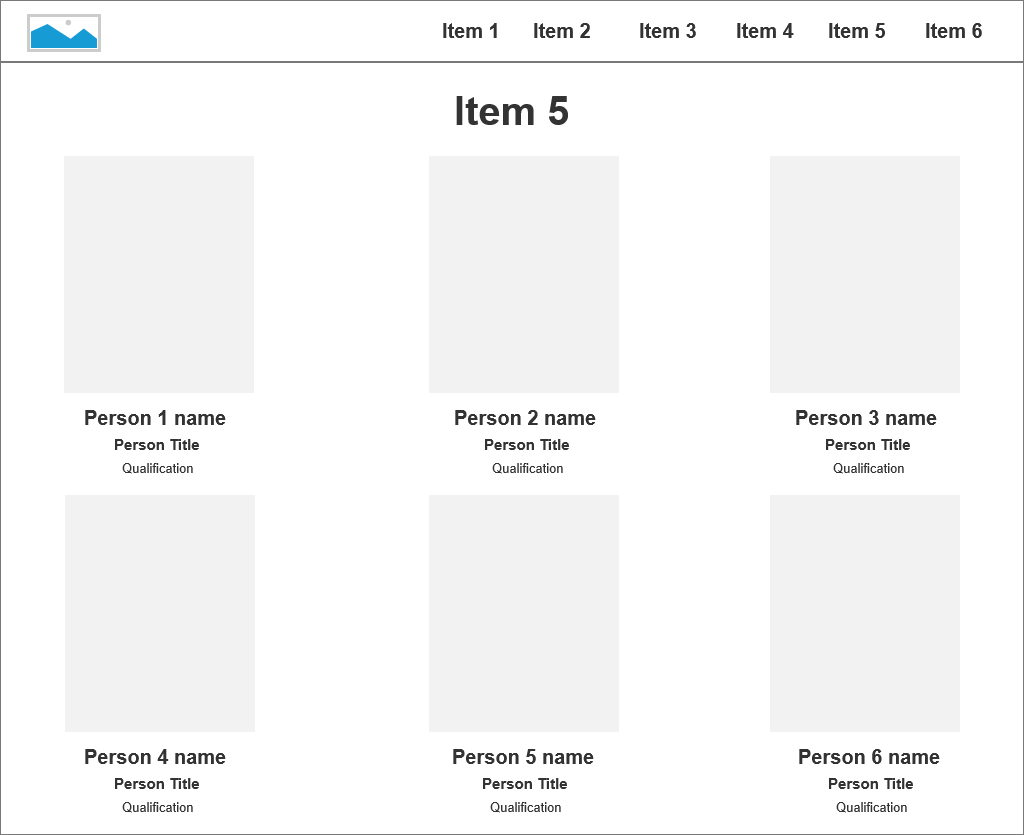 Item 1 Item 2 Item 3 Item 4 Item 5 Item 6
Item 5
Person 1 name
Person Title
Qualification
Person 2 name
Person Title
Qualification
Person 3 name
Person Title
Qualification
Person 4 name
Person Title
Qualification
Person 5 name
Person Title
Qualification
Person 6 name
Person Title
Qualification